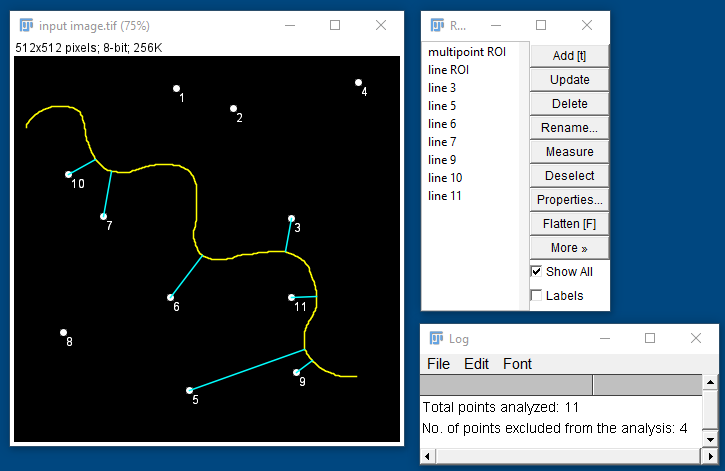 input image.tif (75%)
512x512 pixels; 8-bit; 256K
1
2
4
10
7
3
6
11
8
5
9
R...
multipoint ROI
line ROI
line 3
line 5
line 6
line 7
line 9
line 10
line 11
Add [t]
Update
Delete
Rename...
Measure
Deselect
Properties...
Flatten [F]
More »
Show All
Labels
Log
File Edit Font
Total points analyzed: 11
No. of points excluded from the analysis: 4